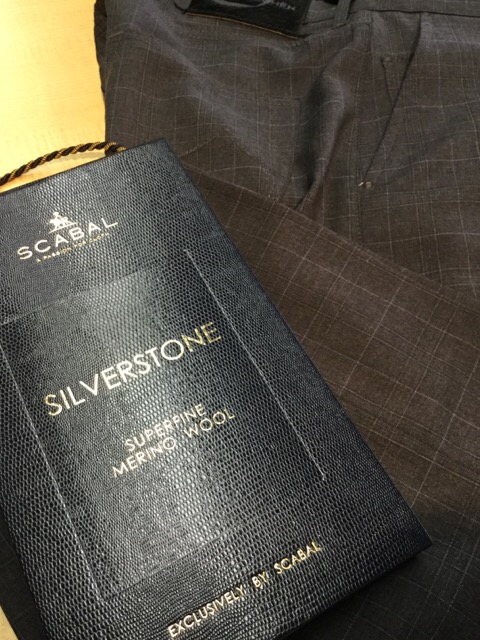 SCABAL
SILVERSTONE
SUPERFINE
MERINO WOOL
EXCLUSIVELY BY SCABAL